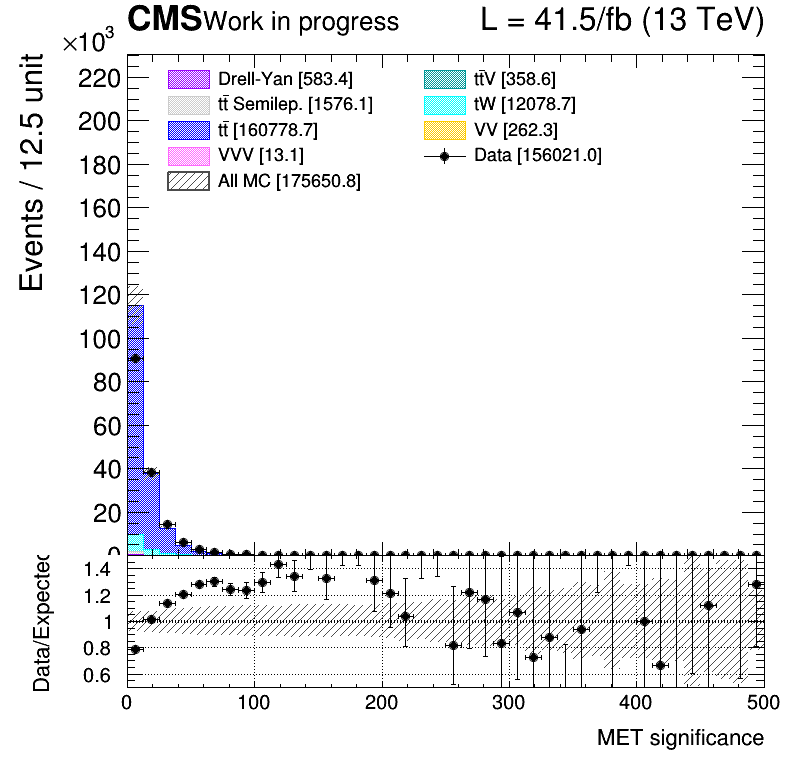 CMS Work in progress L = 41.5/fb (13 TeV)
×10³
Events / 12.5 unit
220
200
180
160
140
120
100
80
60
40
20
0
Drell-Yan [583.4]
tt̄ Semilep. [1576.1]
tt̄ [160778.7]
VVV [13.1]
All MC [175650.8]
tt̄V [358.6]
tW [12078.7]
VV [262.3]
Data [156021.0]
Data/Expected
1.4
1.2
1
0.8
0.6
0 100 200 300 400 500
MET significance